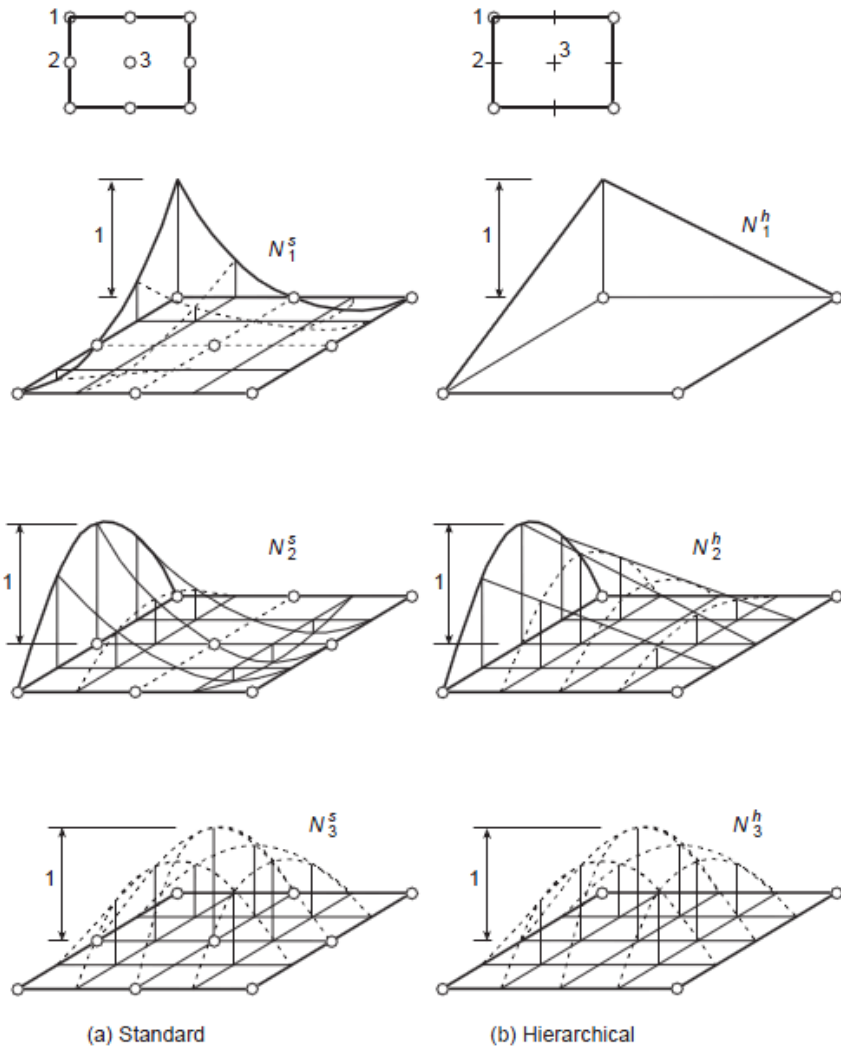 1
1
2
3
2
3
1
N₁ˢ
1
N₁ʰ
1
N₂ˢ
1
N₂ʰ
1
N₃ˢ
1
N₃ʰ
(a) Standard
(b) Hierarchical